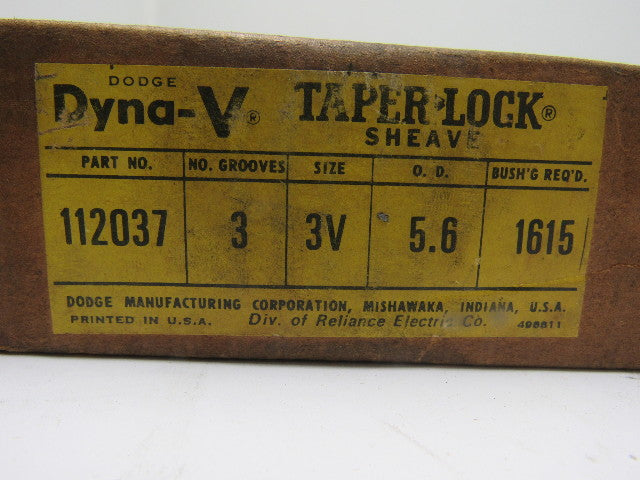 DODGE
Dyna-V® TAPER-LOCK®
SHEAVE
PART NO. NO. GROOVES SIZE O. D. BUSH'G REQ'D.
112037 3 3V 5.6 1615
DODGE MANUFACTURING CORPORATION, MISHAWAKA, INDIANA, U.S.A.
PRINTED IN U.S.A. Div. of Reliance Electric Co. 498811